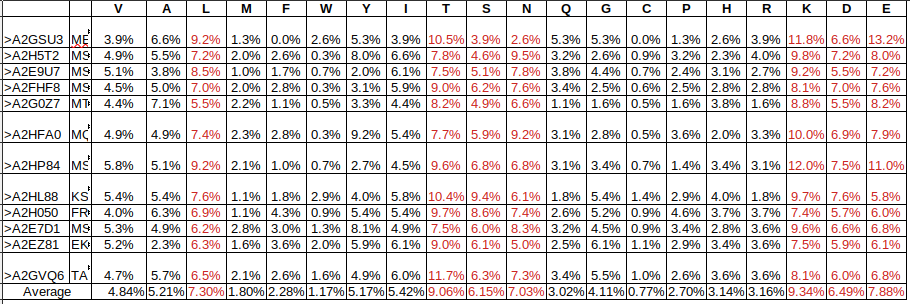 V A L M F W Y I T S N Q G C P H R K D E
>A2GSU3 ME 3.9% 6.6% 9.2% 1.3% 0.0% 2.6% 5.3% 3.9% 10.5% 3.9% 2.6% 5.3% 5.3% 0.0% 1.3% 2.6% 3.9% 11.8% 6.6% 13.2%
>A2H5T2 MS 4.9% 5.5% 7.2% 2.0% 2.6% 0.3% 8.0% 6.6% 7.8% 4.6% 9.5% 3.2% 2.6% 0.9% 3.2% 2.3% 4.0% 9.8% 7.2% 8.0%
>A2E9U7 MS 5.1% 3.8% 8.5% 1.0% 1.7% 0.7% 2.0% 6.1% 7.5% 5.1% 7.8% 3.8% 4.4% 0.7% 2.4% 3.1% 2.7% 9.2% 5.5% 7.2%
>A2FHF8 MS 4.5% 5.0% 7.0% 2.0% 2.8% 0.3% 3.1% 5.9% 9.0% 6.2% 7.6% 3.4% 2.5% 0.6% 2.5% 2.8% 2.8% 8.1% 7.0% 7.6%
>A2G0Z7 MT 4.4% 7.1% 5.5% 2.2% 1.1% 0.5% 3.3% 4.4% 8.2% 4.9% 6.6% 1.1% 1.6% 0.5% 1.6% 3.8% 1.6% 8.8% 5.5% 8.2%
>A2HFA0 MQ 4.9% 4.9% 7.4% 2.3% 2.8% 0.3% 9.2% 5.4% 7.7% 5.9% 9.2% 3.1% 2.8% 0.5% 3.6% 2.0% 3.3% 10.0% 6.9% 7.9%
>A2HP84 MS 5.8% 5.1% 9.2% 2.1% 1.0% 0.7% 2.7% 4.5% 9.6% 6.8% 6.8% 3.1% 3.4% 0.7% 1.4% 3.4% 3.1% 12.0% 7.5% 11.0%
>A2HL88 KS 5.4% 5.4% 7.6% 1.1% 1.8% 2.9% 4.0% 5.8% 10.4% 9.4% 6.1% 1.8% 5.4% 1.4% 2.9% 4.0% 1.8% 9.7% 7.6% 5.8%
>A2H050 FR 4.0% 6.3% 6.9% 1.1% 4.3% 0.9% 5.4% 5.4% 9.7% 8.6% 7.4% 2.6% 5.2% 0.9% 4.6% 3.7% 3.7% 7.4% 5.7% 6.0%
>A2E7D1 MS 5.3% 4.9% 6.2% 2.8% 3.0% 1.3% 8.1% 4.9% 7.5% 6.0% 8.3% 3.2% 4.5% 0.9% 3.4% 2.8% 3.6% 9.6% 6.6% 6.8%
>A2EZ81 EK 5.2% 2.3% 6.3% 1.6% 3.6% 2.0% 5.9% 6.1% 9.0% 6.1% 5.0% 2.5% 6.1% 1.1% 2.9% 3.4% 3.6% 7.5% 5.9% 6.1%
>A2GVQ6 TA 4.7% 5.7% 6.5% 2.1% 2.6% 1.6% 4.9% 6.0% 11.7% 6.3% 7.3% 3.4% 5.5% 1.0% 2.6% 3.6% 3.6% 8.1% 6.0% 6.8%
Average 4.84% 5.21% 7.30% 1.80% 2.28% 1.17% 5.17% 5.42% 9.06% 6.15% 7.03% 3.02% 4.11% 0.77% 2.70% 3.14% 3.16% 9.34% 6.49% 7.88%